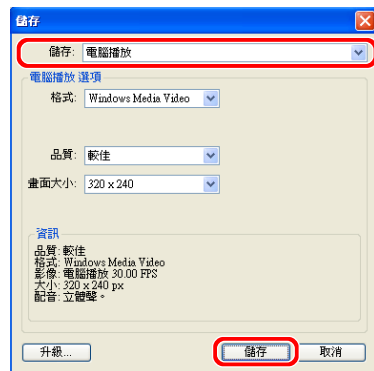 儲存
儲存: 電腦播放
電腦播放 選項
格式: Windows Media Video
品質: 較佳
畫面大小: 320 x 240
資訊
品質: 較佳
格式: Windows Media Video
影像: 電腦播放 30.00 FPS
大小: 320 x 240 px
配音: 立體聲。
升級... 儲存 取消